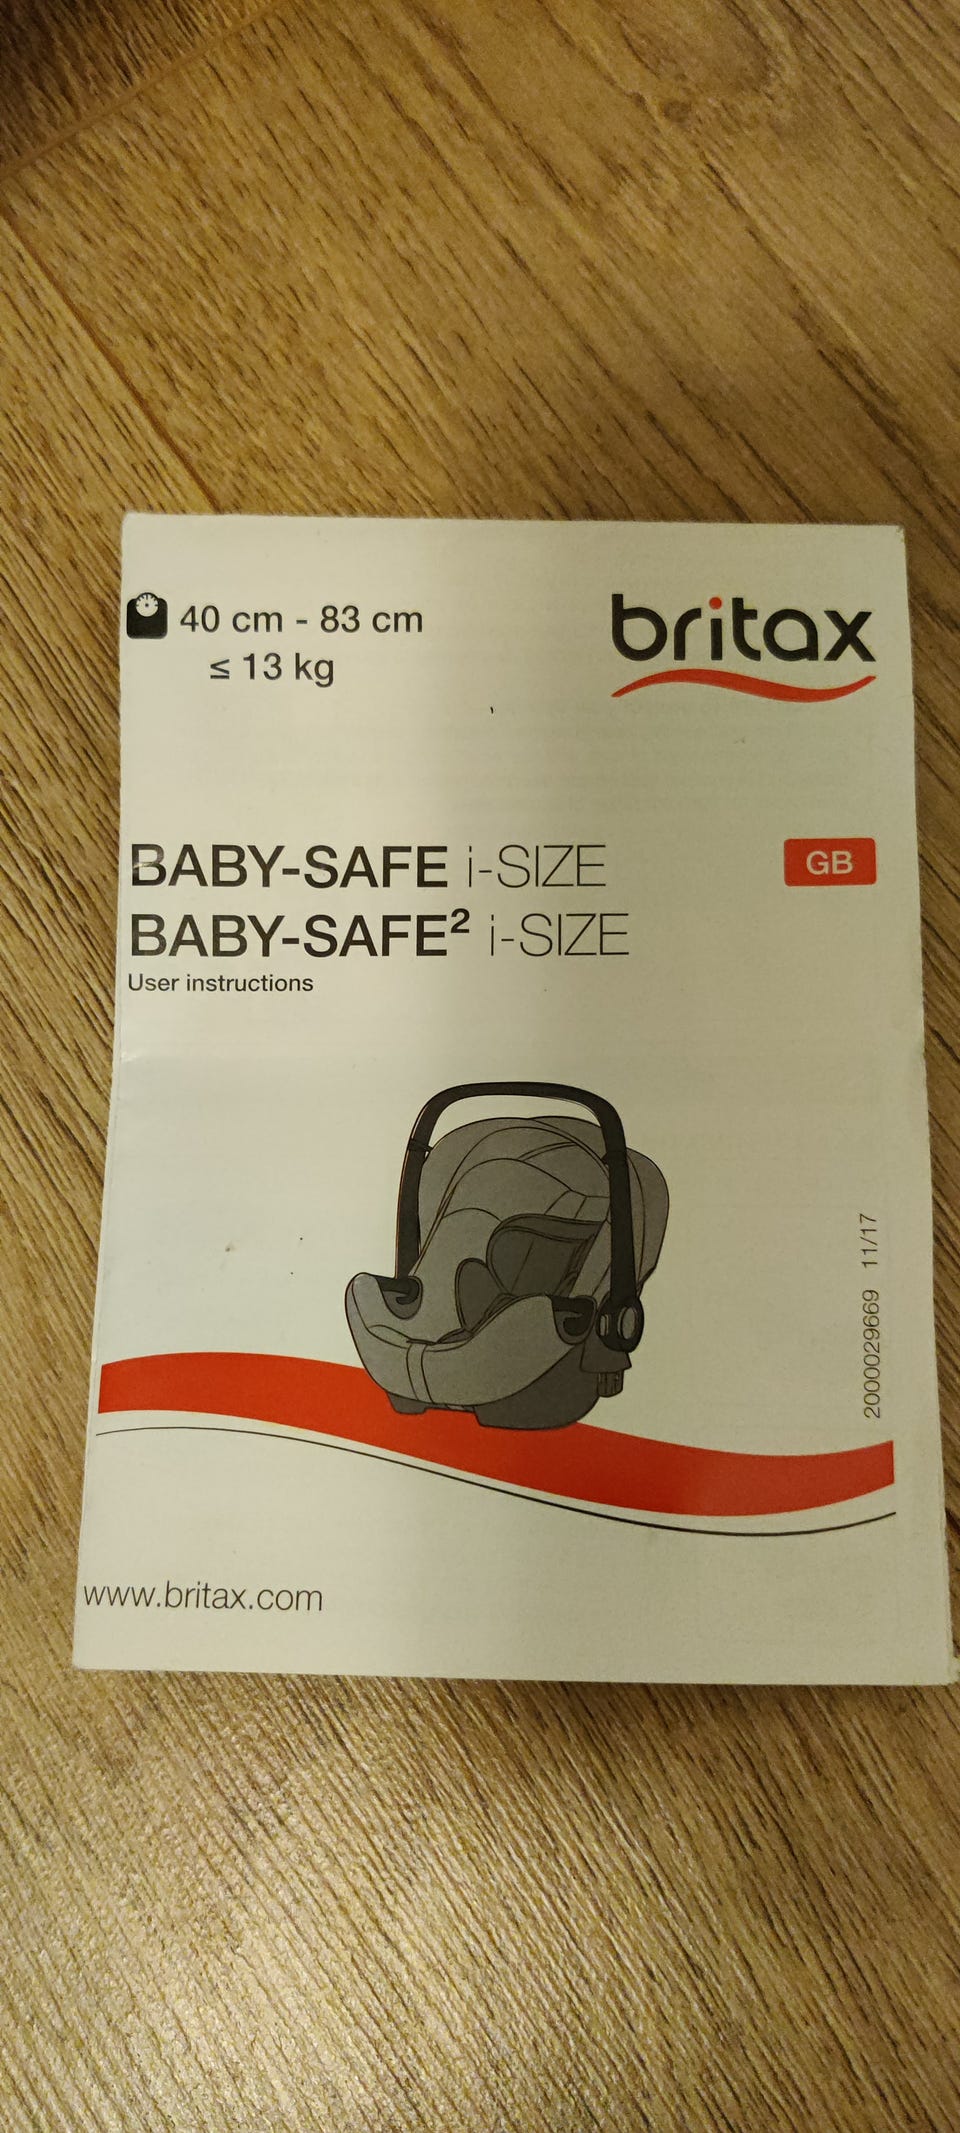 40 cm - 83 cm
≤ 13 kg
britax
BABY-SAFE i-SIZE
GB
BABY-SAFE² i-SIZE
User instructions
2000029669 11/17
www.britax.com